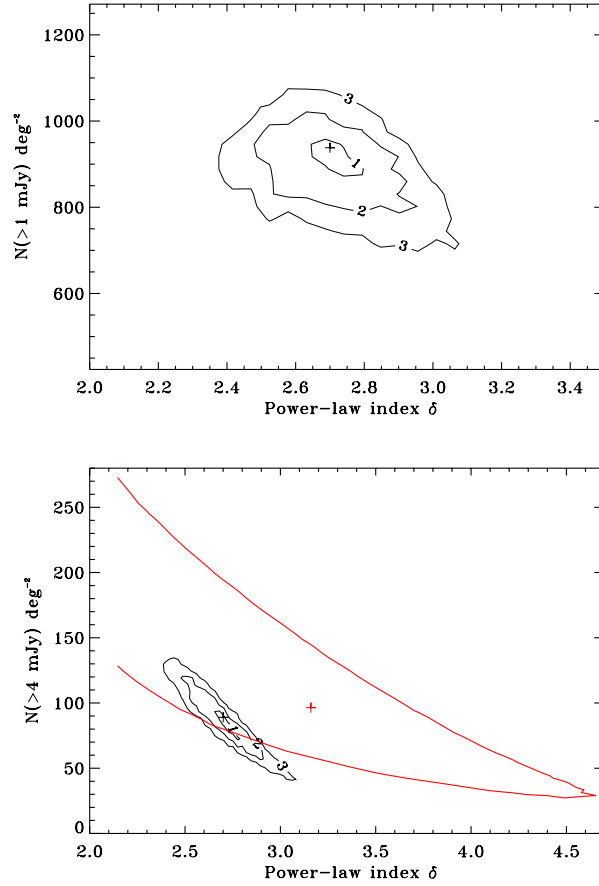 1200
1000
800
600
N(>1 mJy) deg⁻²
3
1
2
3
2.0 2.2 2.4 2.6 2.8 3.0 3.2 3.4
Power-law index δ
250
200
150
100
50
0
N(>4 mJy) deg⁻²
1
2
3
2.0 2.5 3.0 3.5 4.0 4.5
Power-law index δ